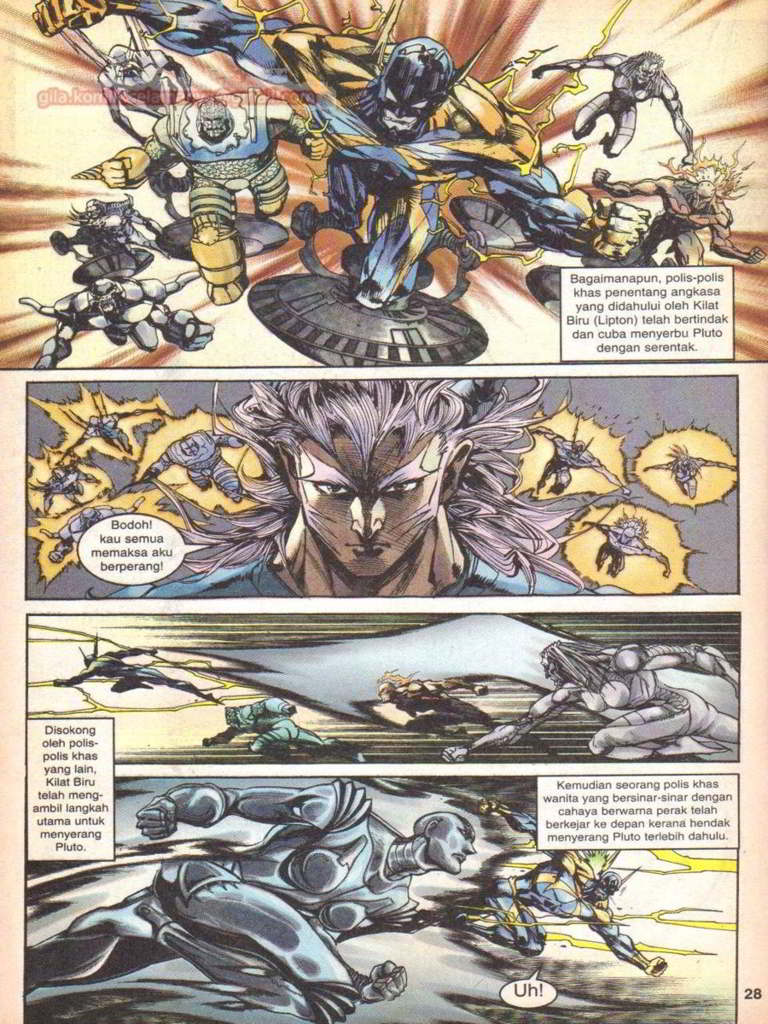 Bagaimanapun, polis-polis
khas penentang angkasa
yang didahului oleh Kilat
Biru (Lipton) telah bertindak
dan cuba menyerbu Pluto
dengan serentak.
Bodoh!
kau semua
memaksa aku
berperang!
Disokong
oleh polis-
polis khas
yang lain,
Kilat Biru
telah meng-
ambil langkah
utama untuk
menyerang
Pluto.
Kemudian seorang polis khas
wanita yang bersinar-sinar dengan
cahaya berwarna perak telah
berkejar ke depan kerana hendak
menyerang Pluto terlebih dahulu.
Uh!
28